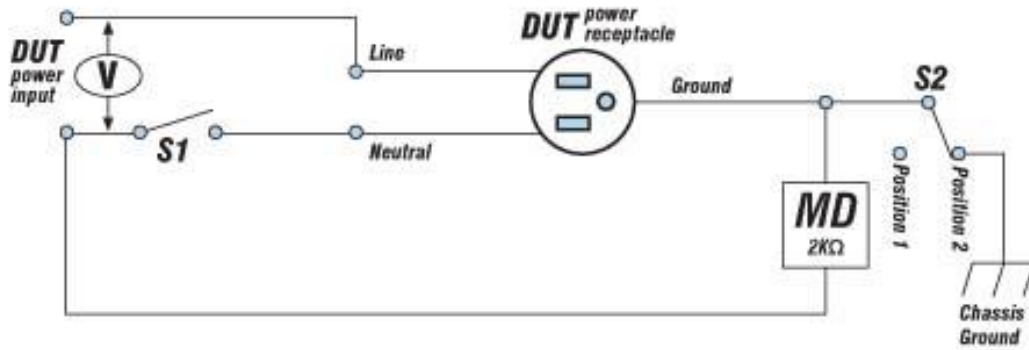 DUT
power
input
V
S1
Line
Neutral
DUT power
receptacle
Ground
S2
MD
2KΩ
Position 1
Position 2
Chassis
Ground